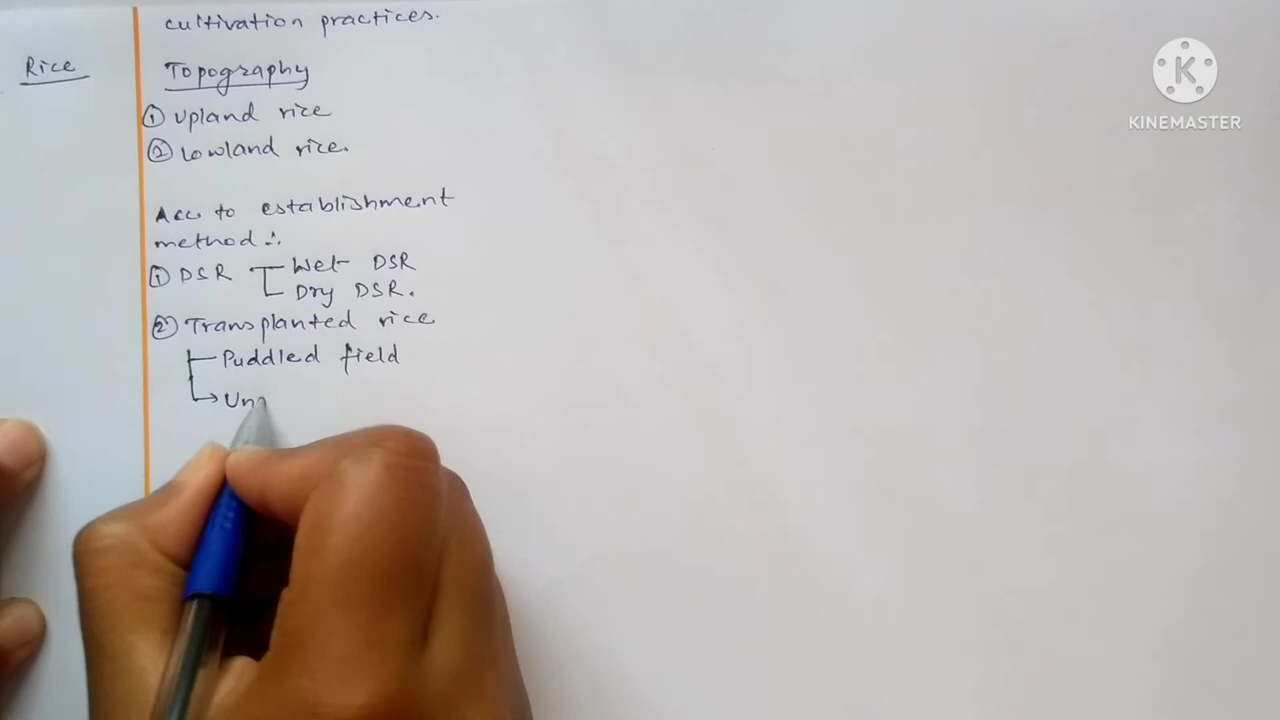 cultivation practices.
Rice
Topography
① Upland rice
② Lowland rice.
Acc. to establishment
method ∴
① DSR Wet DSR
Dry DSR.
② Transplanted rice
Puddled field
K
KINEMASTER